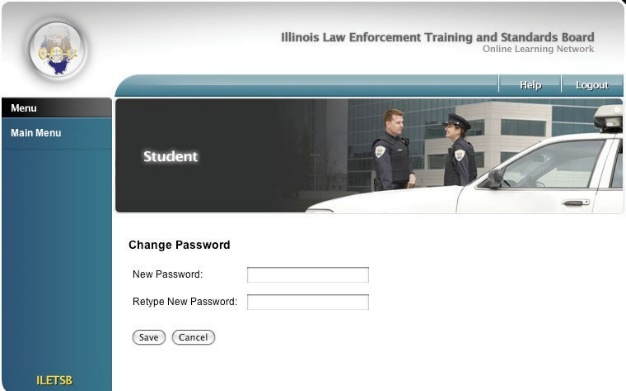 Illinois Law Enforcement Training and Standards Board
Online Learning Network
Help Logout
Menu
Main Menu
Student
Change Password
New Password:
Retype New Password:
Save Cancel
ILETSB